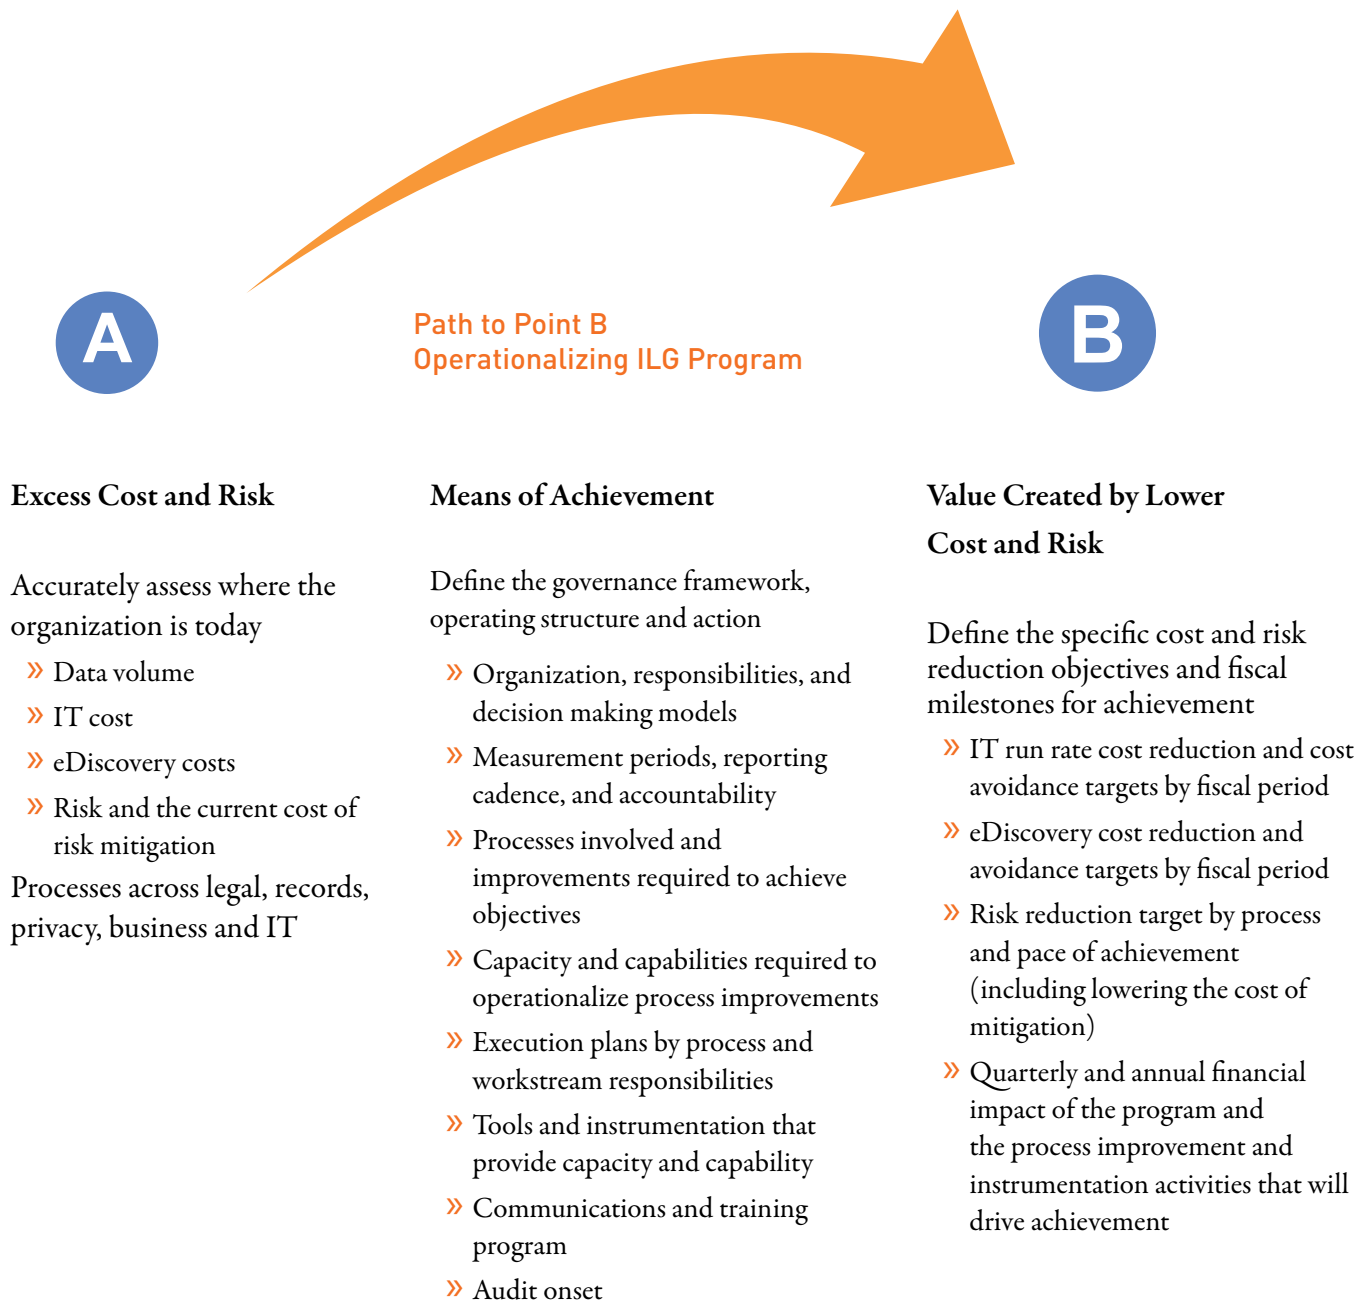 A
Path to Point B
Operationalizing ILG Program
B
Excess Cost and Risk
Accurately assess where the
organization is today
» Data volume
» IT cost
» eDiscovery costs
» Risk and the current cost of
risk mitigation
Processes across legal, records,
privacy, business and IT
Means of Achievement
Define the governance framework,
operating structure and action
» Organization, responsibilities, and
decision making models
» Measurement periods, reporting
cadence, and accountability
» Processes involved and
improvements required to achieve
objectives
» Capacity and capabilities required to
operationalize process improvements
» Execution plans by process and
workstream responsibilities
» Tools and instrumentation that
provide capacity and capability
» Communications and training
program
» Audit onset
Value Created by Lower
Cost and Risk
Define the specific cost and risk
reduction objectives and fiscal
milestones for achievement
» IT run rate cost reduction and cost
avoidance targets by fiscal period
» eDiscovery cost reduction and
avoidance targets by fiscal period
» Risk reduction target by process
and pace of achievement
(including lowering the cost of
mitigation)
» Quarterly and annual financial
impact of the program and
the process improvement and
instrumentation activities that will
drive achievement